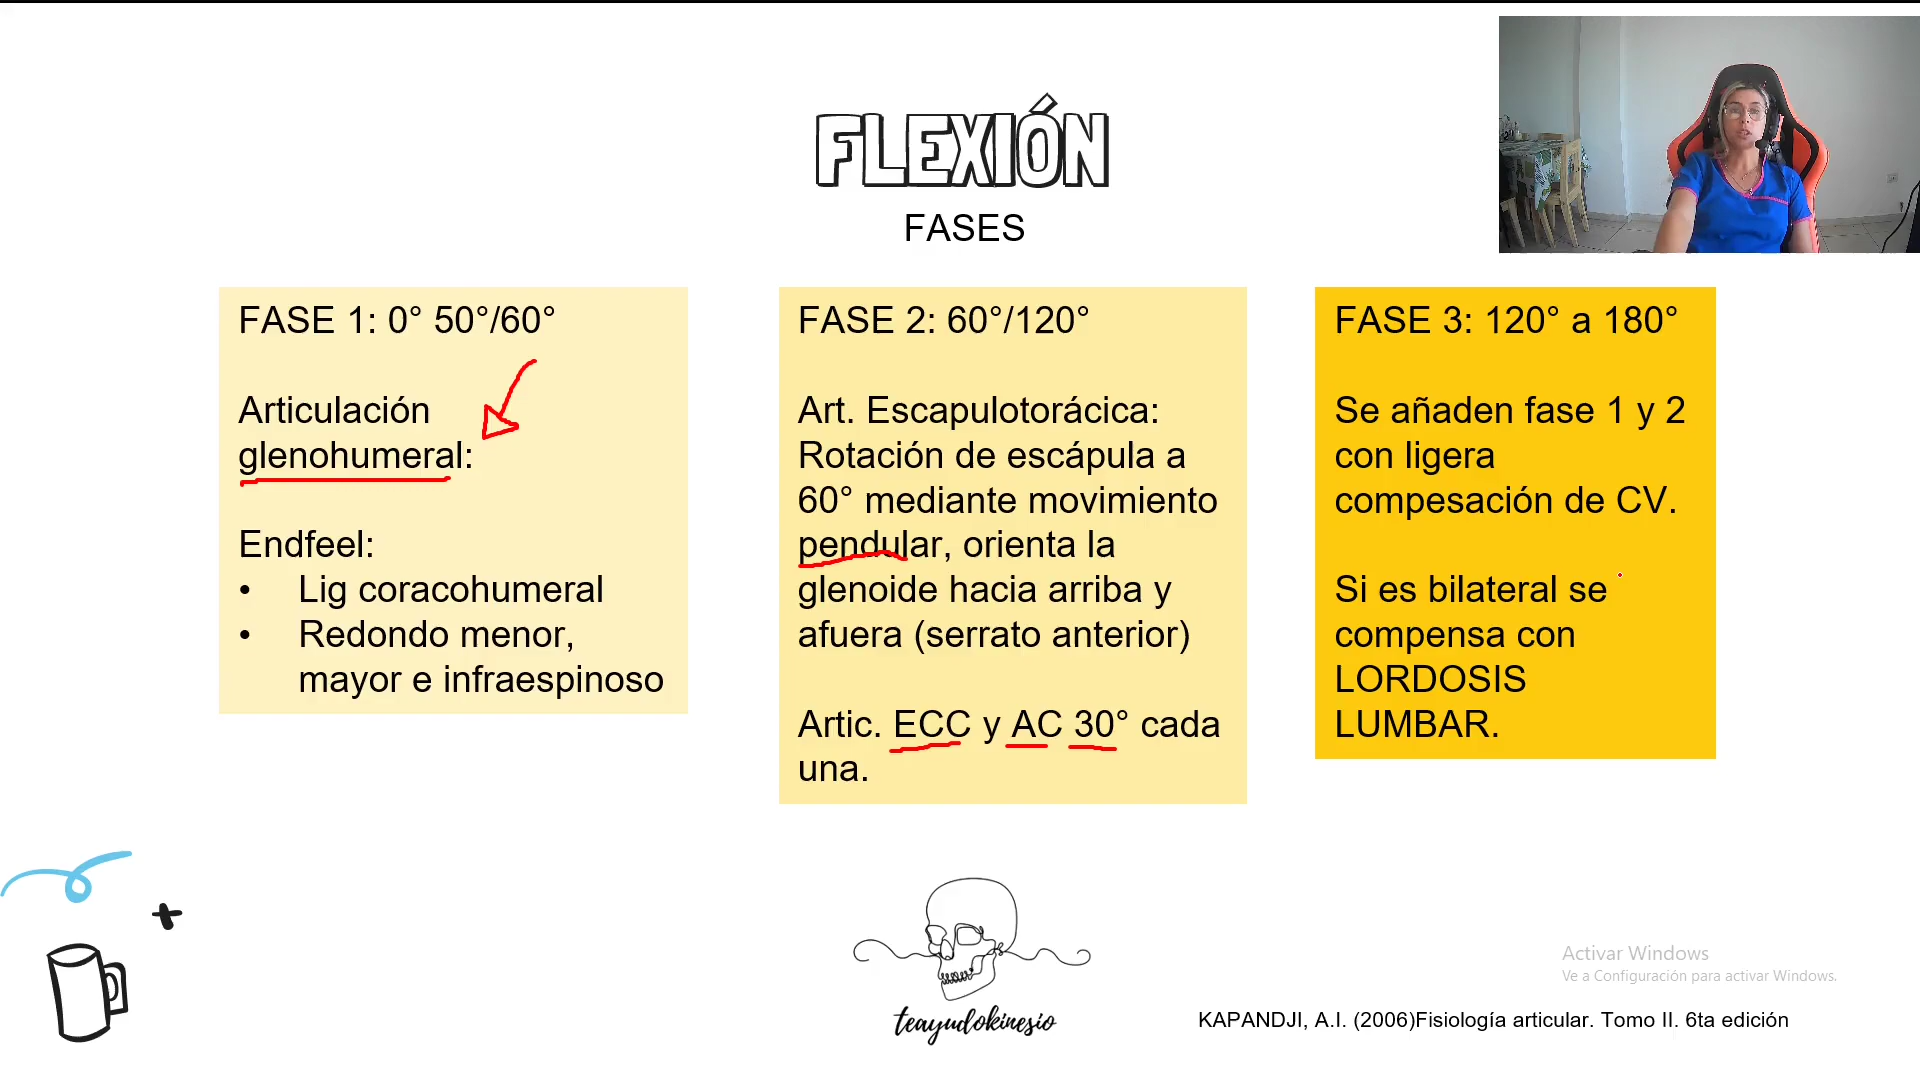 FLEXIÓN
FASES
FASE 1: 0° 50°/60°
Articulación
glenohumeral:
Endfeel:
• Lig coracohumeral
• Redondo menor,
mayor e infraespinoso
FASE 2: 60°/120°
Art. Escapulotorácica:
Rotación de escápula a
60° mediante movimiento
pendular, orienta la
glenoide hacia arriba y
afuera (serrato anterior)
Artic. ECC y AC 30° cada
una.
FASE 3: 120° a 180°
Se añaden fase 1 y 2
con ligera
compesación de CV.
Si es bilateral se
compensa con
LORDOSIS
LUMBAR.
teayudokinesio
Activar Windows
Ve a Configuración para activar Windows.
KAPANDJI, A.I. (2006)Fisiología articular. Tomo II. 6ta edición